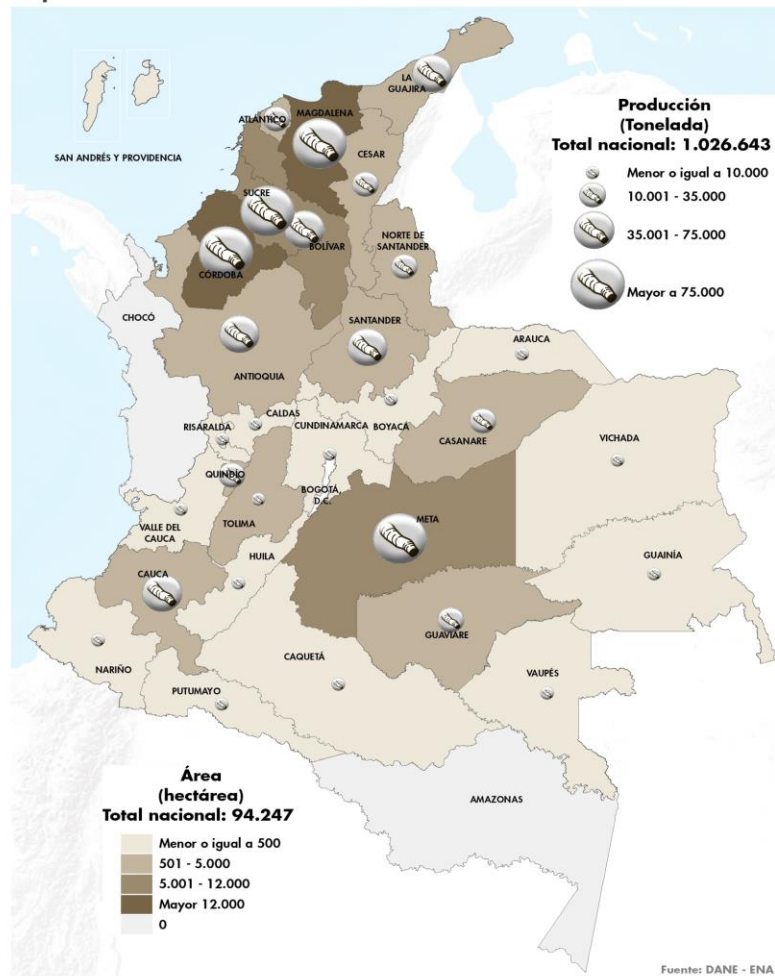 LA
GUAJIRA
ATLÁNTICO
MAGDALENA
CESAR
SAN ANDRÉS Y PROVIDENCIA
SUCRE
BOLÍVAR
NORTE DE
SANTANDER
CÓRDOBA
CHOCÓ
SANTANDER
ARAUCA
ANTIOQUIA
CALDAS
RISARALDA
CUNDINAMARCA
BOYACÁ
CASANARE
VICHADA
QUINDÍO
BOGOTÁ,
D.C.
META
TOLIMA
VALLE DEL
CAUCA
HUILA
GUAINÍA
CAUCA
GUAVIARE
NARIÑO
CAQUETÁ
VAUPÉS
PUTUMAYO
AMAZONAS
Producción
(Tonelada)
Total nacional: 1.026.643
Menor o igual a 10.000
10.001 - 35.000
35.001 - 75.000
Mayor a 75.000
Área
(hectárea)
Total nacional: 94.247
Menor o igual a 500
501 - 5.000
5.001 - 12.000
Mayor 12.000
0
Fuente: DANE - ENA